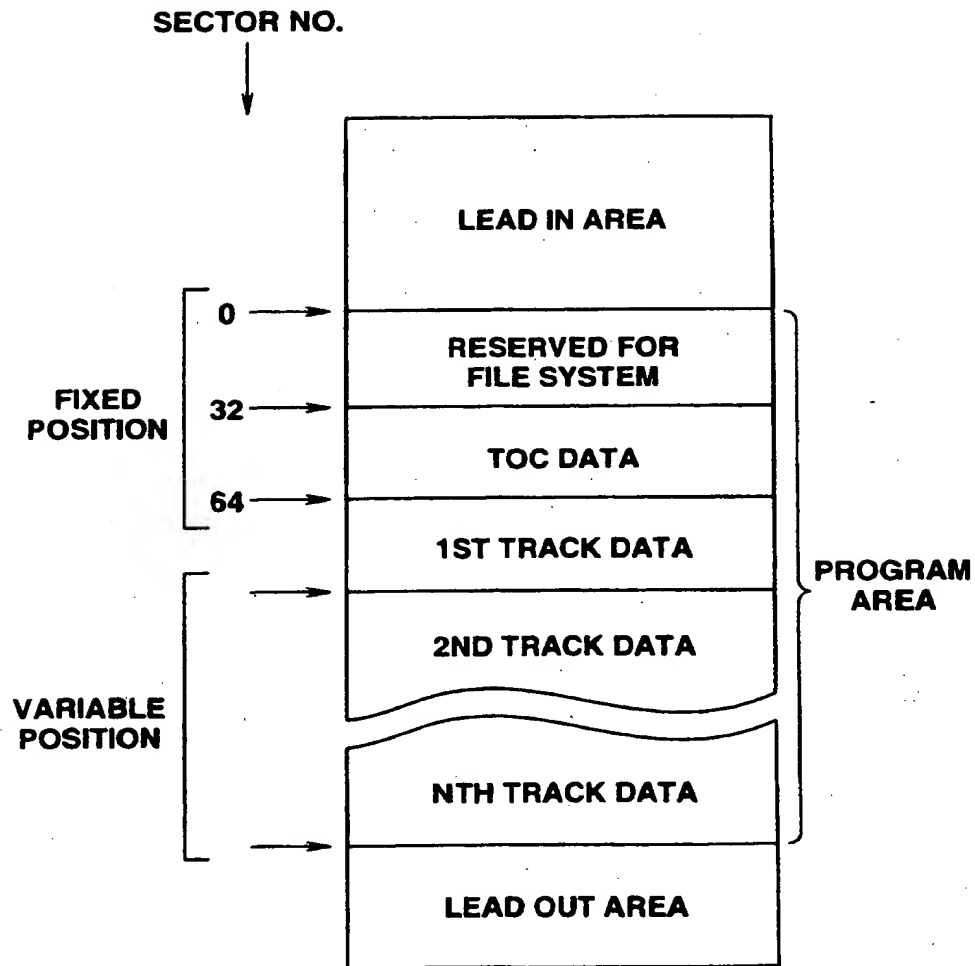 SECTOR NO.
LEAD IN AREA
0
RESERVED FOR
FILE SYSTEM
FIXED
POSITION
32
TOC DATA
64
1ST TRACK DATA
PROGRAM
AREA
2ND TRACK DATA
VARIABLE
POSITION
NTH TRACK DATA
LEAD OUT AREA